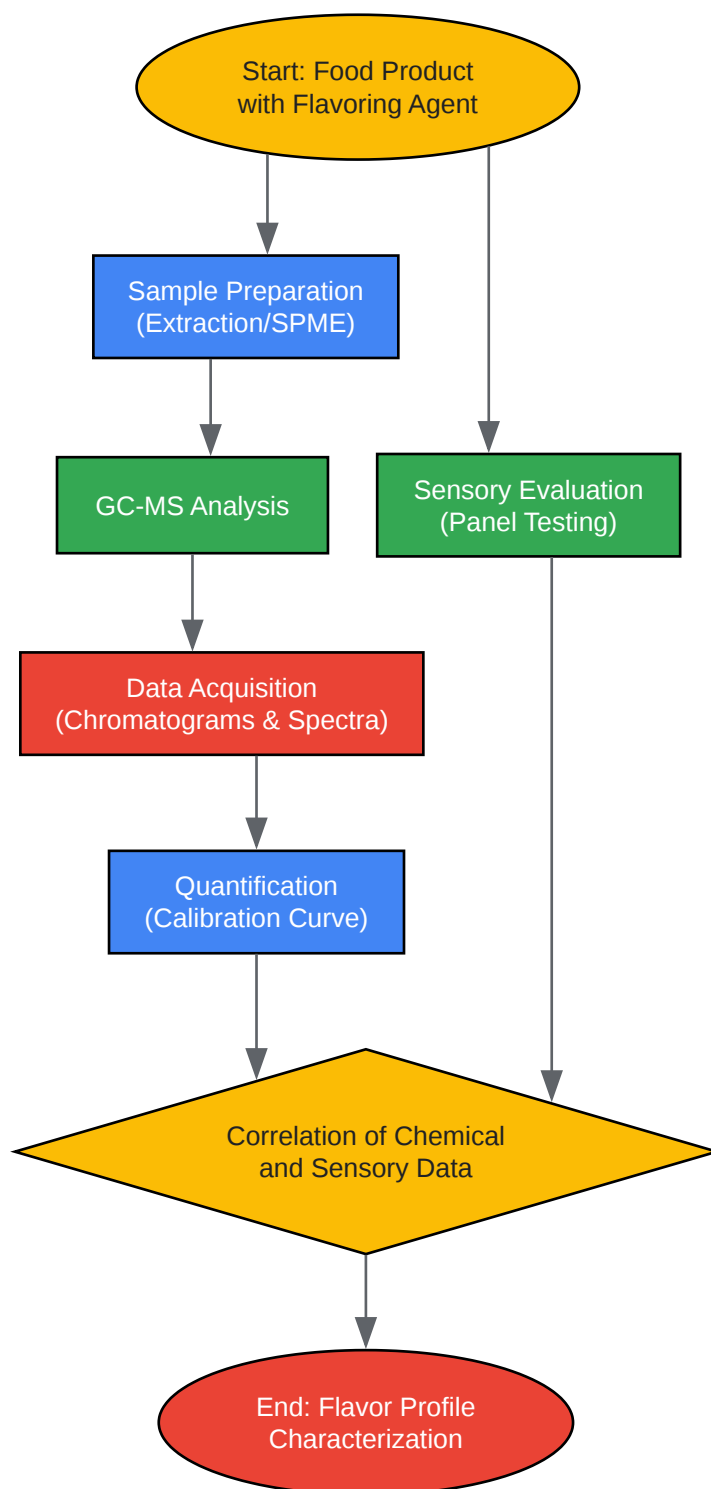 Start: Food Product
with Flavoring Agent
Sample Preparation
(Extraction/SPME)
GC-MS Analysis
Sensory Evaluation
(Panel Testing)
Data Acquisition
(Chromatograms & Spectra)
Quantification
(Calibration Curve)
Correlation of Chemical
and Sensory Data
End: Flavor Profile
Characterization